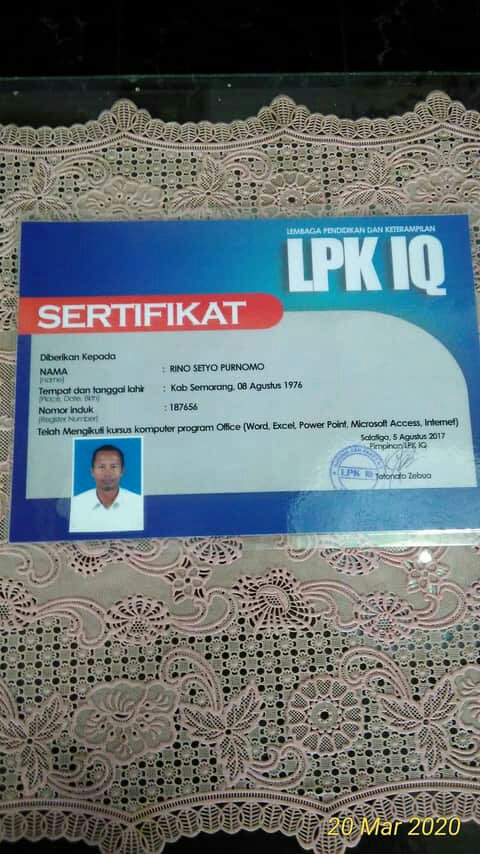 LEMBAGA PENDIDIKAN DAN KETERAMPILAN
LPK IQ
SERTIFIKAT
Diberikan Kepada
NAMA : RINO SETYO PURNOMO
(Name)
Tempat dan tanggal lahir : Kab Semarang, 08 Agustus 1976
(Place, Date, Birth)
Nomor induk : 187656
(Register Number)
Telah Mengikuti kursus komputer program Office (Word, Excel, Power Point, Microsoft Access, Internet)
Salatiga, 5 Agustus 2017
Pimpinan LPK IQ
LPK IQ
Totonafo Zebua
20 Mar 2020